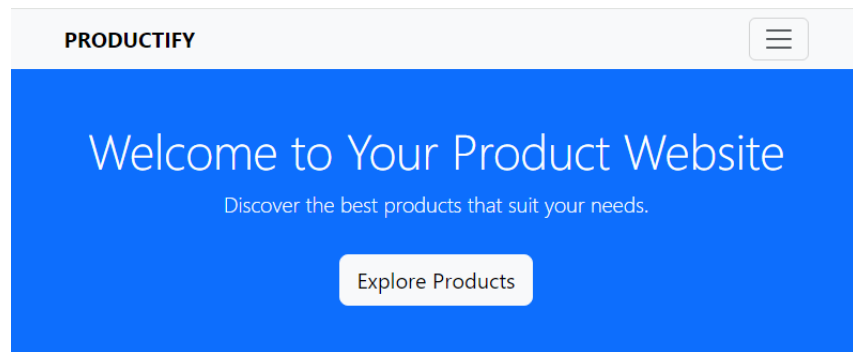 PRODUCTIFY
Welcome to Your Product Website
Discover the best products that suit your needs.
Explore Products